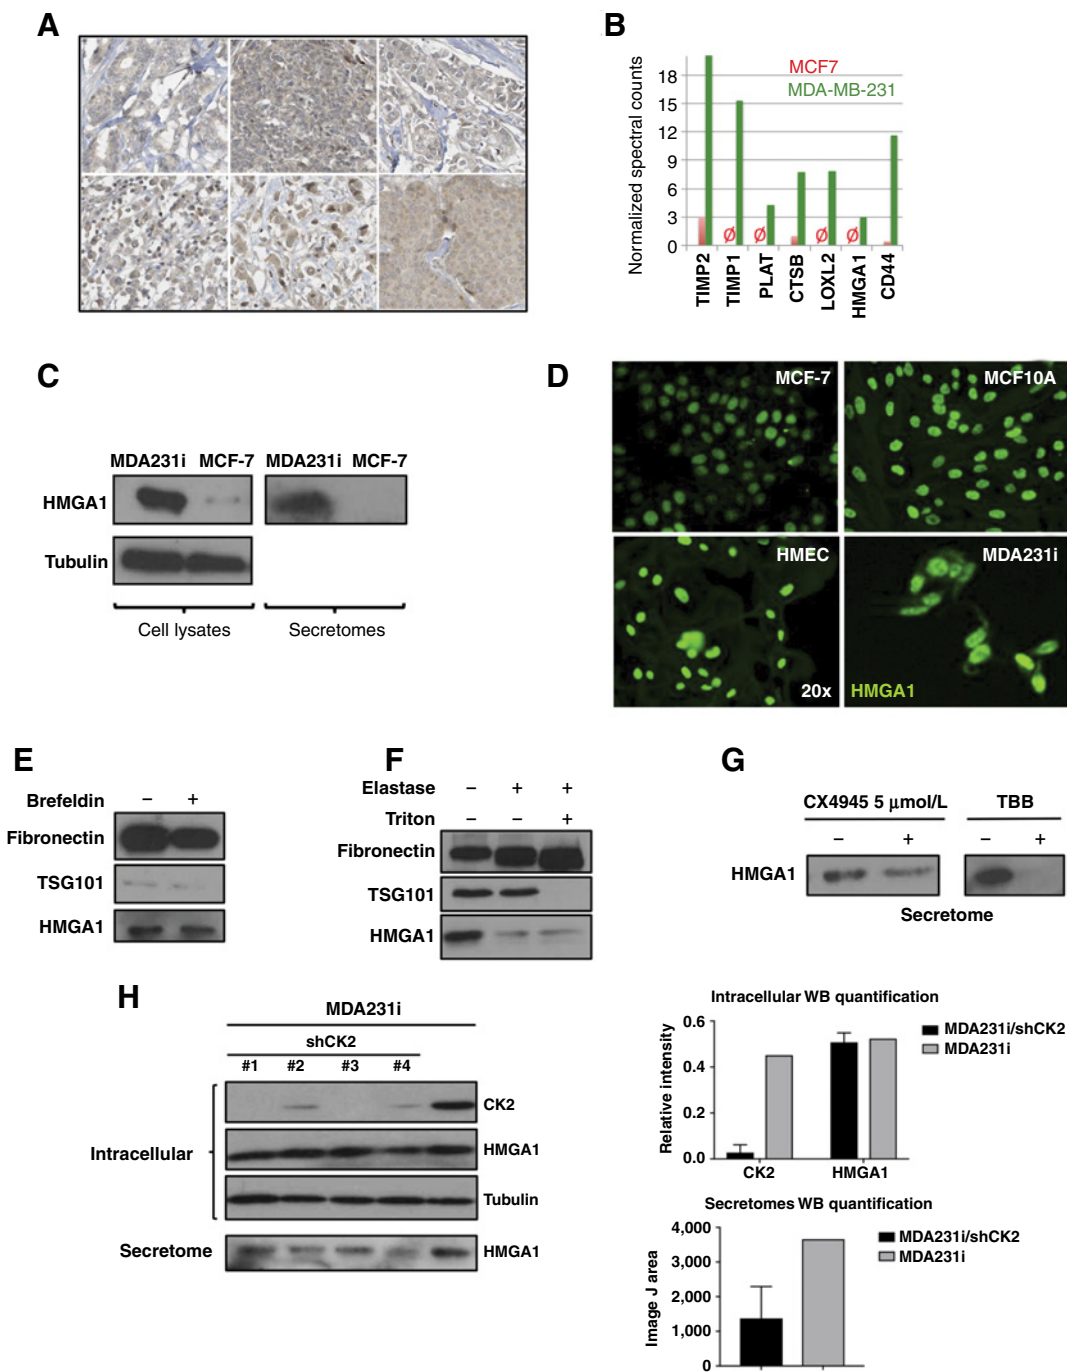 A
B
Normalized spectral counts
18
15
12
9
6
3
0
MCF7
MDA-MB-231
Ø Ø Ø Ø
TIMP2
TIMP1
PLAT
CTSB
LOXL2
HMGA1
CD44
C
MDA231i MCF-7 MDA231i MCF-7
HMGA1
Tubulin
Cell lysates Secretomes
D
MCF-7
MCF10A
HMEC
20x
MDA231i
HMGA1
E
Brefeldin – +
Fibronectin
TSG101
HMGA1
F
Elastase – + +
Triton – – +
Fibronectin
TSG101
HMGA1
G
CX4945 5 μmol/L TBB
– + – +
HMGA1
Secretome
H
MDA231i
shCK2
#1 #2 #3 #4
Intracellular
CK2
HMGA1
Tubulin
Secretome
HMGA1
Intracellular WB quantification
Relative intensity
0.6
0.4
0.2
0.0
CK2 HMGA1
MDA231i/shCK2
MDA231i
Secretomes WB quantification
Image J area
4,000
3,000
2,000
1,000
0
MDA231i/shCK2
MDA231i